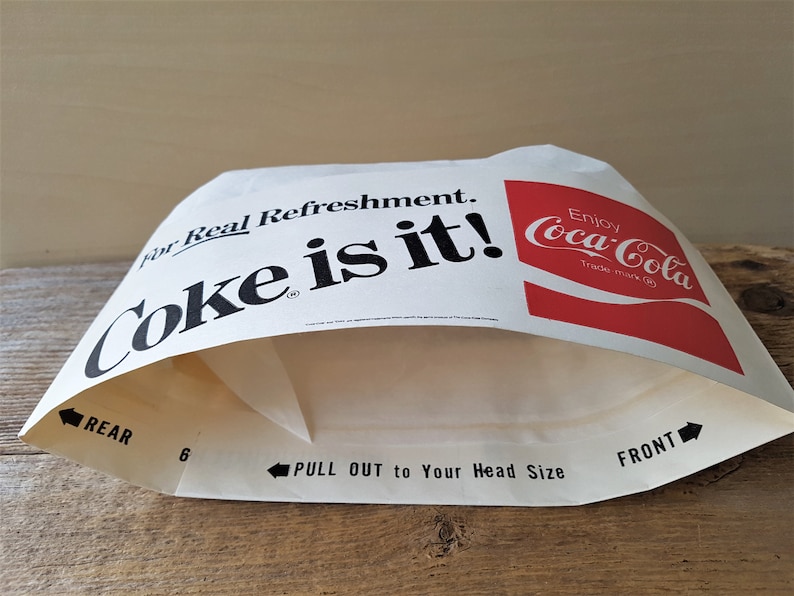 For Real Refreshment.
Coke® is it!
Enjoy
Coca-Cola
Trade-mark ®
REAR
6
PULL OUT to Your Head Size
FRONT